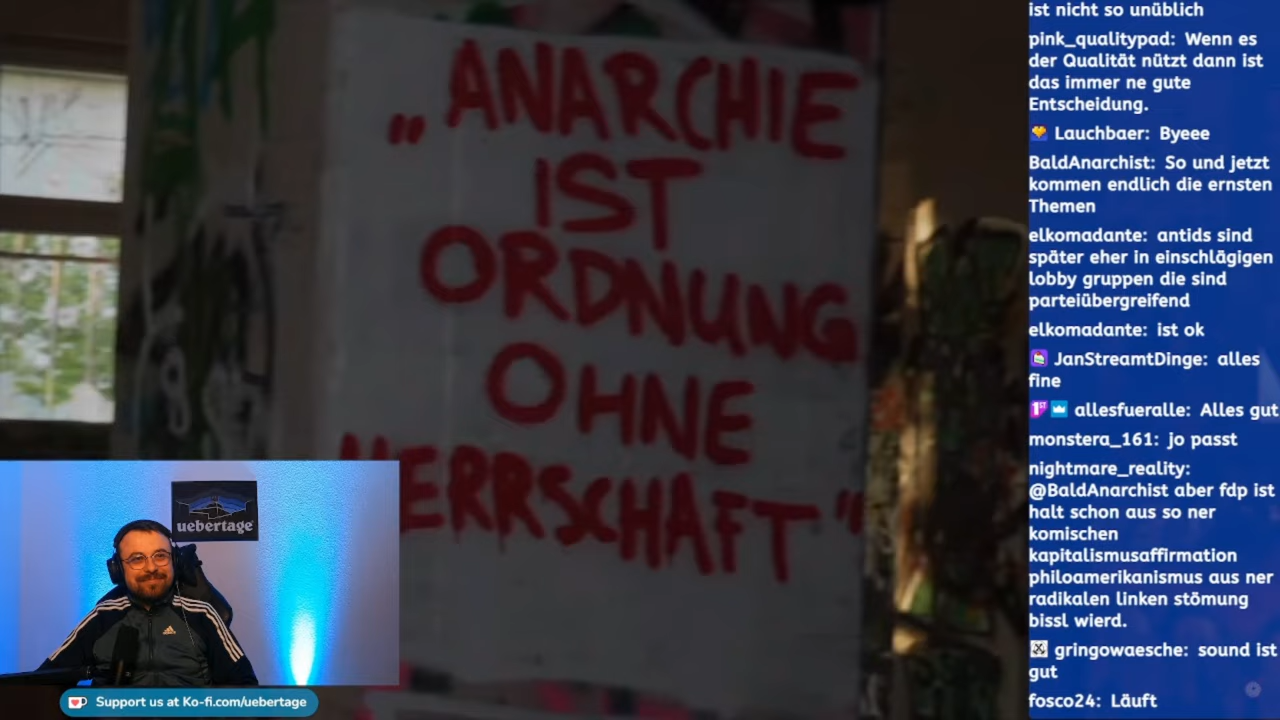 „ANARCHIE
IST
ORDNUNG
OHNE
HERRSCHAFT"
uebertage
Support us at Ko-fi.com/uebertage
ist nicht so unüblich
pink_qualitypad: Wenn es
der Qualität nützt dann ist
das immer ne gute
Entscheidung.
Lauchbaer: Byeee
BaldAnarchist: So und jetzt
kommen endlich die ernsten
Themen
elkomadante: antids sind
später eher in einschlägigen
lobby gruppen die sind
parteiübergreifend
elkomadante: ist ok
JanStreamtDinge: alles
fine
1ST allesfueralle: Alles gut
monstera_161: jo passt
nightmare_reality:
@BaldAnarchist aber fdp ist
halt schon aus so ner
komischen
kapitalismusaffirmation
philoamerikanismus aus ner
radikalen linken stömung
bissl wierd.
gringowaesche: sound ist
gut
fosco24: Läuft